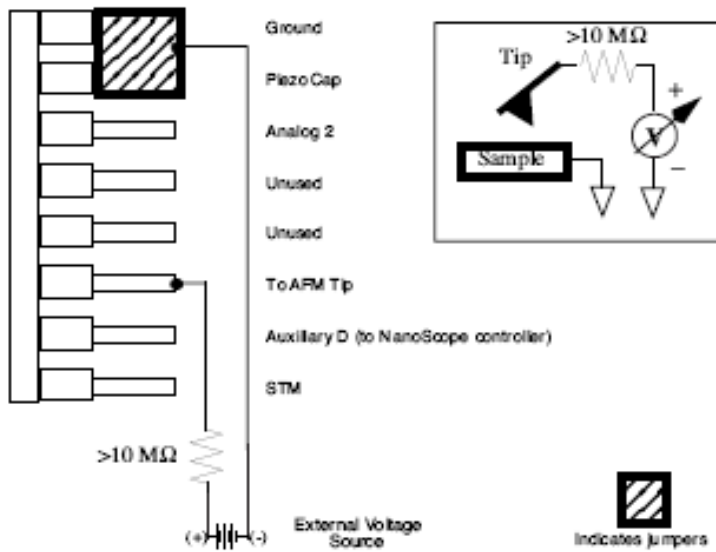 Ground
Piezo Cap
Analog 2
Unused
Unused
To AFM Tip
Auxillary D (to NanoScope controller)
STM
>10 MΩ
(+)
(-)
External Voltage
Source
>10 MΩ
Tip
+
V
Sample
−
Indicates jumpers